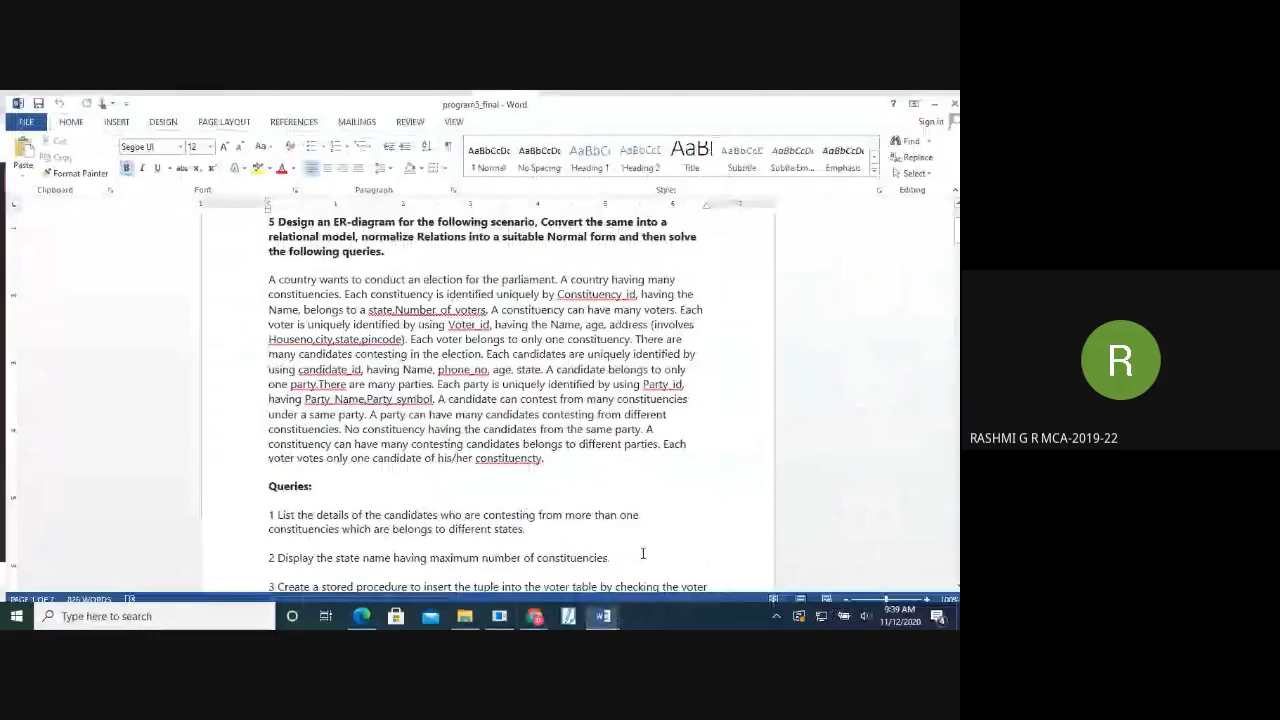 program5_final - Word
?
Sign in
FILE HOME INSERT DESIGN PAGE LAYOUT REFERENCES MAILINGS REVIEW VIEW
Paste
Cut
Copy
Format Painter
Segoe UI 12
B I U
AaBbCcDc AaBbCcDc AaBbC AaBbCcI AaBl AaBbCcD AaBbCcD AaBbCcDc
1 Normal No Spacing Heading 1 Heading 2 Title Subtitle Subtle Em... Emphasis
Find
Replace
Select
Clipboard Font Paragraph Styles Editing
5 Design an ER-diagram for the following scenario, Convert the same into a
relational model, normalize Relations into a suitable Normal form and then solve
the following queries.
A country wants to conduct an election for the parliament. A country having many
constituencies. Each constituency is identified uniquely by Constituency_id, having the
Name, belongs to a state,Number_of_voters. A constituency can have many voters. Each
voter is uniquely identified by using Voter_id, having the Name, age, address (involves
Houseno,city,state,pincode). Each voter belongs to only one constituency. There are
many candidates contesting in the election. Each candidates are uniquely identified by
using candidate_id, having Name, phone_no, age, state. A candidate belongs to only
one party.There are many parties. Each party is uniquely identified by using Party_id,
having Party_Name,Party_symbol. A candidate can contest from many constituencies
under a same party. A party can have many candidates contesting from different
constituencies. No constituency having the candidates from the same party. A
constituency can have many contesting candidates belongs to different parties. Each
voter votes only one candidate of his/her constituencty.
Queries:
1 List the details of the candidates who are contesting from more than one
constituencies which are belongs to different states.
2 Display the state name having maximum number of constituencies.
3 Create a stored procedure to insert the tuple into the voter table by checking the voter
PAGE 1 OF 7 826 WORDS
100%
Type here to search
9:39 AM
11/12/2020
4
R
RASHMI G R MCA-2019-22